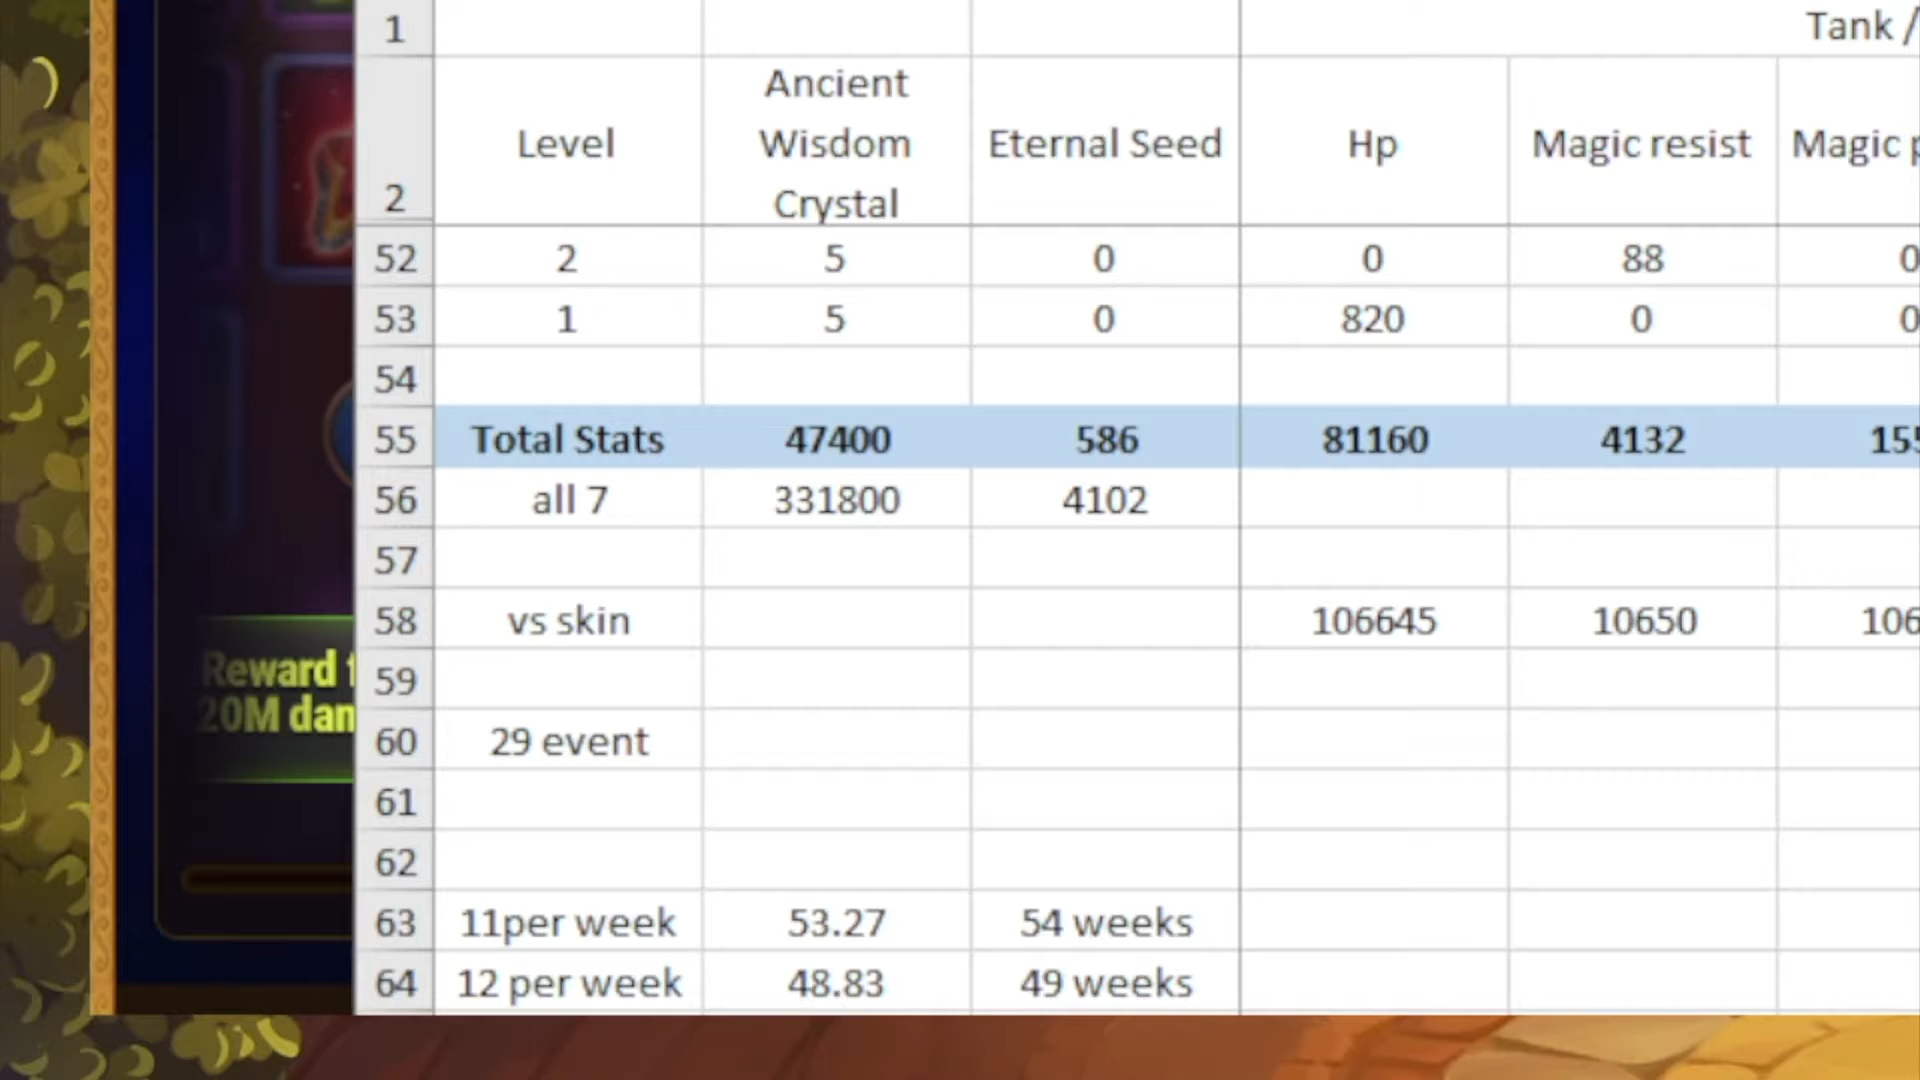 1 Tank /
2 Level Ancient Wisdom Crystal Eternal Seed Hp Magic resist Magic
52 2 5 0 0 88 0
53 1 5 0 820 0 0
54
55 Total Stats 47400 586 81160 4132 155
56 all 7 331800 4102
57
58 vs skin 106645 10650 106
59
60 29 event
61
62
63 11per week 53.27 54 weeks
64 12 per week 48.83 49 weeks
Reward
20M